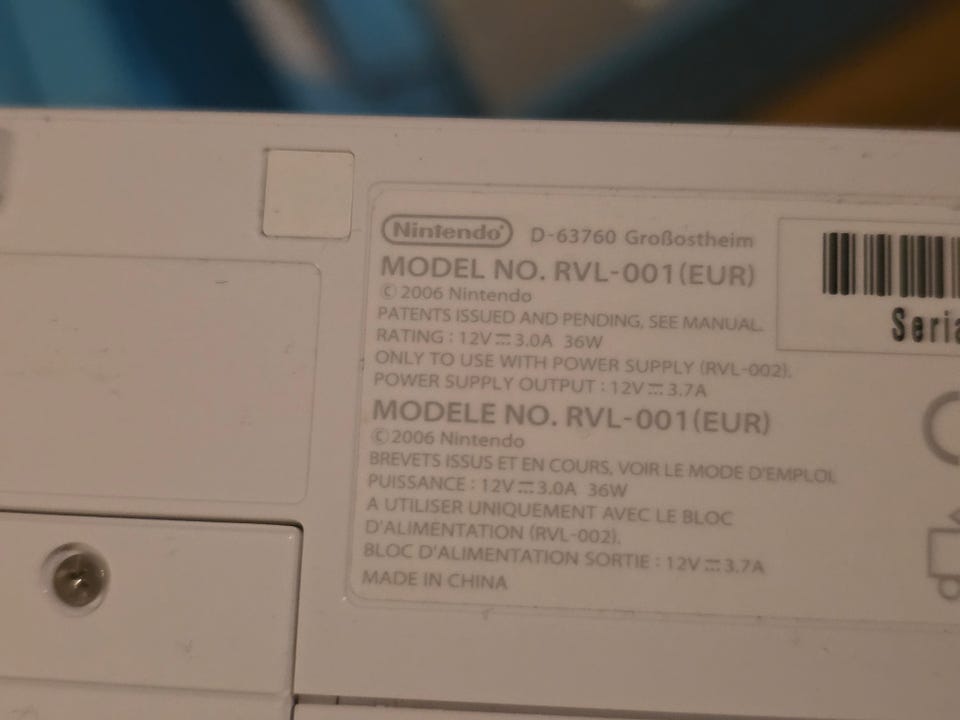 Nintendo® D-63760 Großostheim
MODEL NO. RVL-001(EUR)
©2006 Nintendo
PATENTS ISSUED AND PENDING, SEE MANUAL.
RATING : 12V⎓3.0A 36W
ONLY TO USE WITH POWER SUPPLY (RVL-002).
POWER SUPPLY OUTPUT : 12V⎓3.7A
MODELE NO. RVL-001(EUR)
©2006 Nintendo
BREVETS ISSUS ET EN COURS, VOIR LE MODE D'EMPLOI.
PUISSANCE : 12V⎓3.0A 36W
A UTILISER UNIQUEMENT AVEC LE BLOC
D'ALIMENTATION (RVL-002).
BLOC D'ALIMENTATION SORTIE : 12V⎓3.7A
MADE IN CHINA
Seria